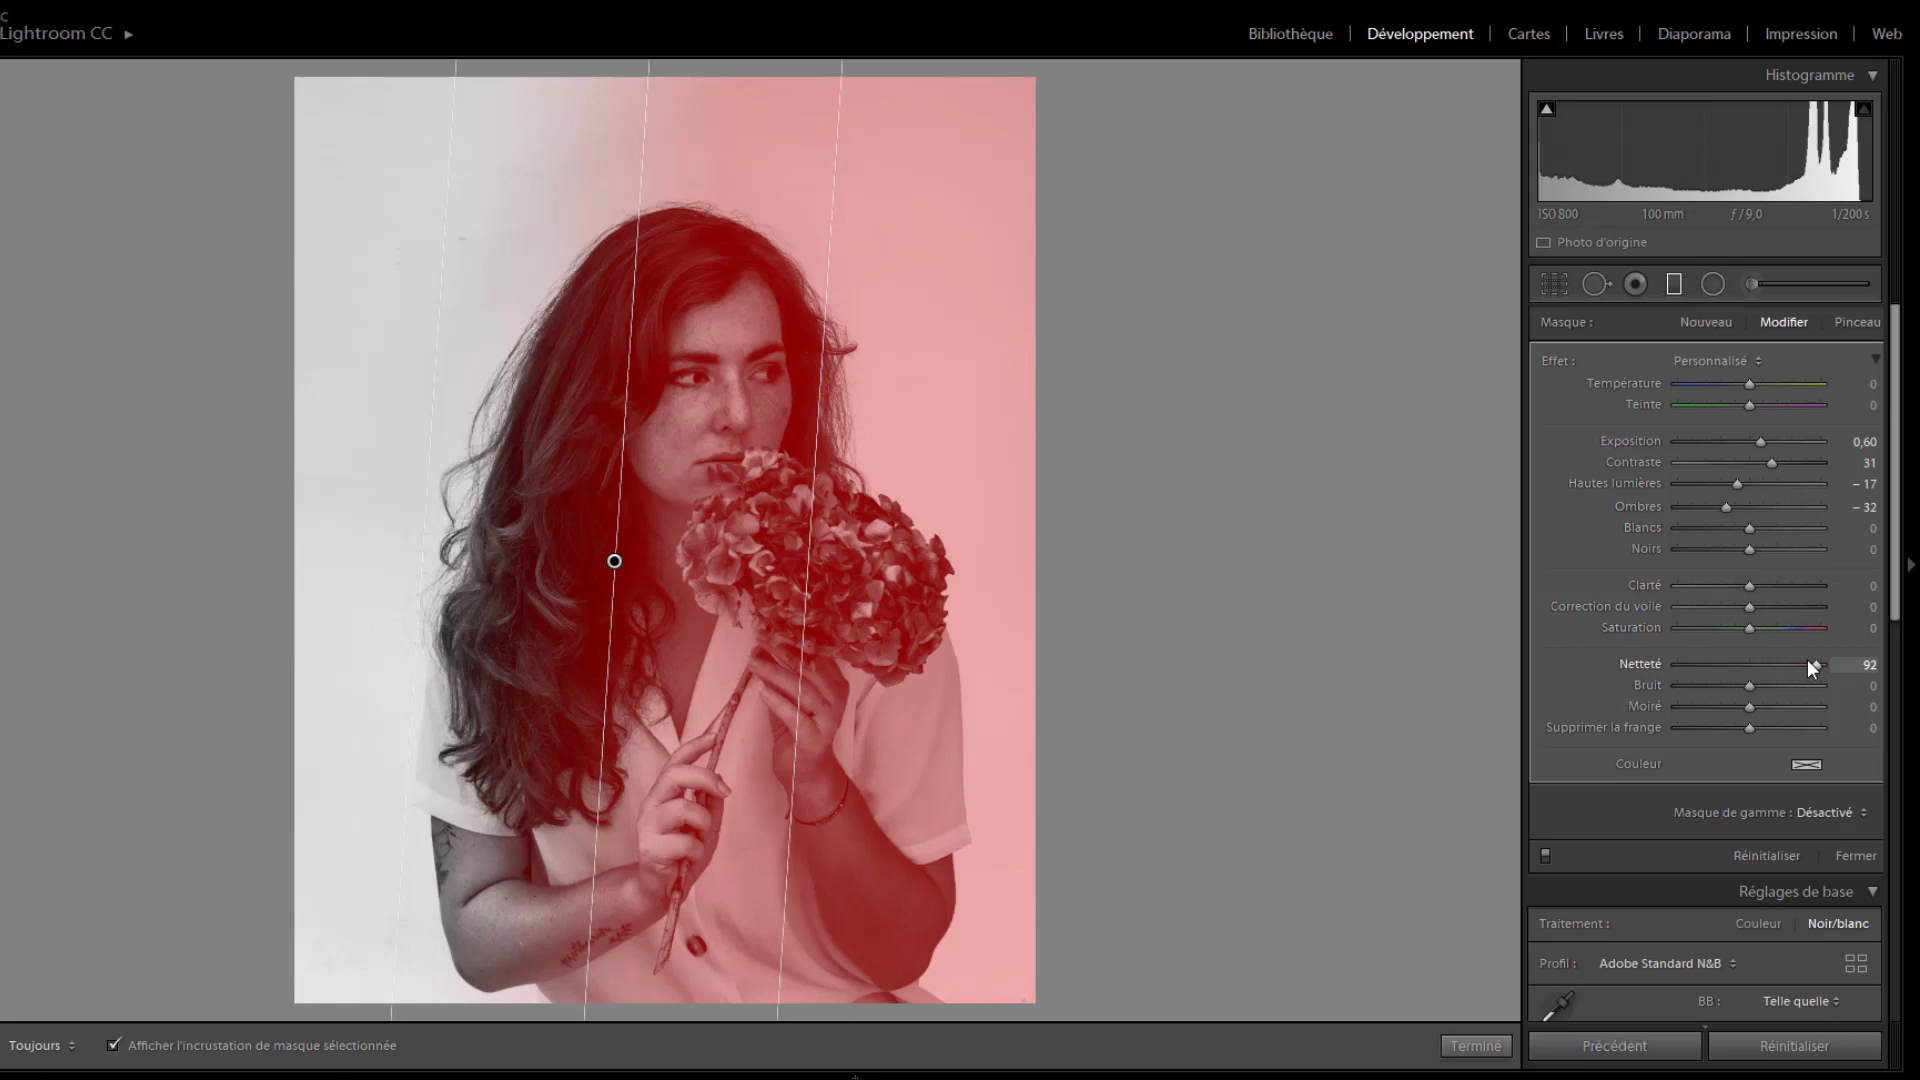 C
Lightroom CC
Bibliothèque | Développement | Cartes | Livres | Diaporama | Impression | Web
Histogramme
ISO 800 100 mm ƒ / 9,0 1/200 s
Photo d'origine
Masque : Nouveau Modifier Pinceau
Effet : Personnalisé
Température 0
Teinte 0
Exposition 0,60
Contraste 31
Hautes lumières – 17
Ombres – 32
Blancs 0
Noirs 0
Clarté 0
Correction du voile 0
Saturation 0
Netteté 92
Bruit 0
Moiré 0
Supprimer la frange 0
Couleur
Masque de gamme : Désactivé
Réinitialiser Fermer
Réglages de base
Traitement : Couleur Noir/blanc
Profil : Adobe Standard N&B
BB : Telle quelle
Toujours Afficher l'incrustation de masque sélectionnée Terminé Précédent Réinitialiser